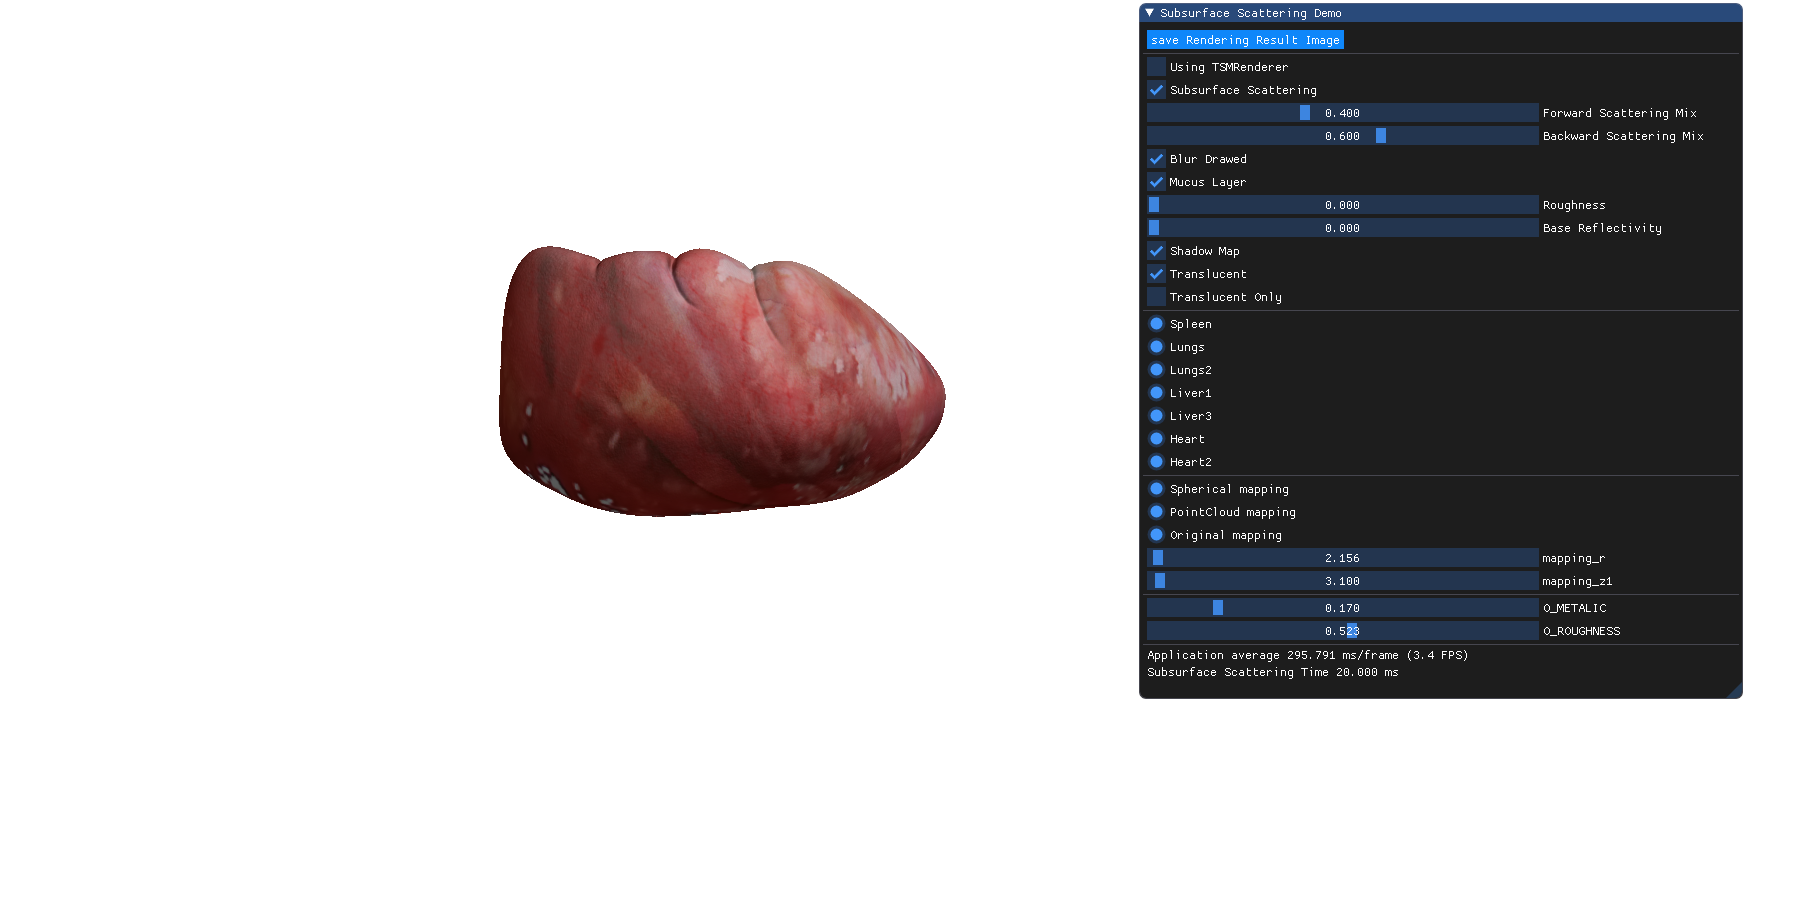 Subsurface Scattering Demo
save Rendering Result Image
Using TSMRenderer
Subsurface Scattering
0.400 Forward Scattering Mix
0.600 Backward Scattering Mix
Blur Drawed
Mucus Layer
0.000 Roughness
0.000 Base Reflectivity
Shadow Map
Translucent
Translucent Only
Spleen
Lungs
Lungs2
Liver1
Liver3
Heart
Heart2
Spherical mapping
PointCloud mapping
Original mapping
2.156 mapping_r
3.100 mapping_z1
0.170 O_METALIC
0.523 O_ROUGHNESS
Application average 295.791 ms/frame (3.4 FPS)
Subsurface Scattering Time 20.000 ms